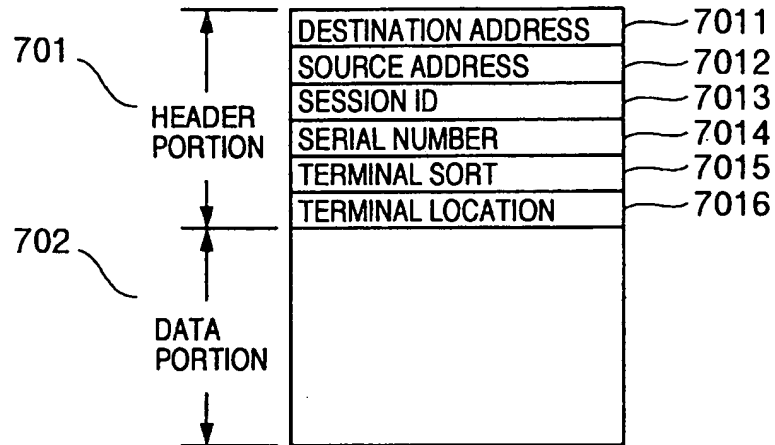 DESTINATION ADDRESS 7011
701 SOURCE ADDRESS 7012
SESSION ID 7013
HEADER PORTION SERIAL NUMBER 7014
TERMINAL SORT 7015
TERMINAL LOCATION 7016
702
DATA
PORTION